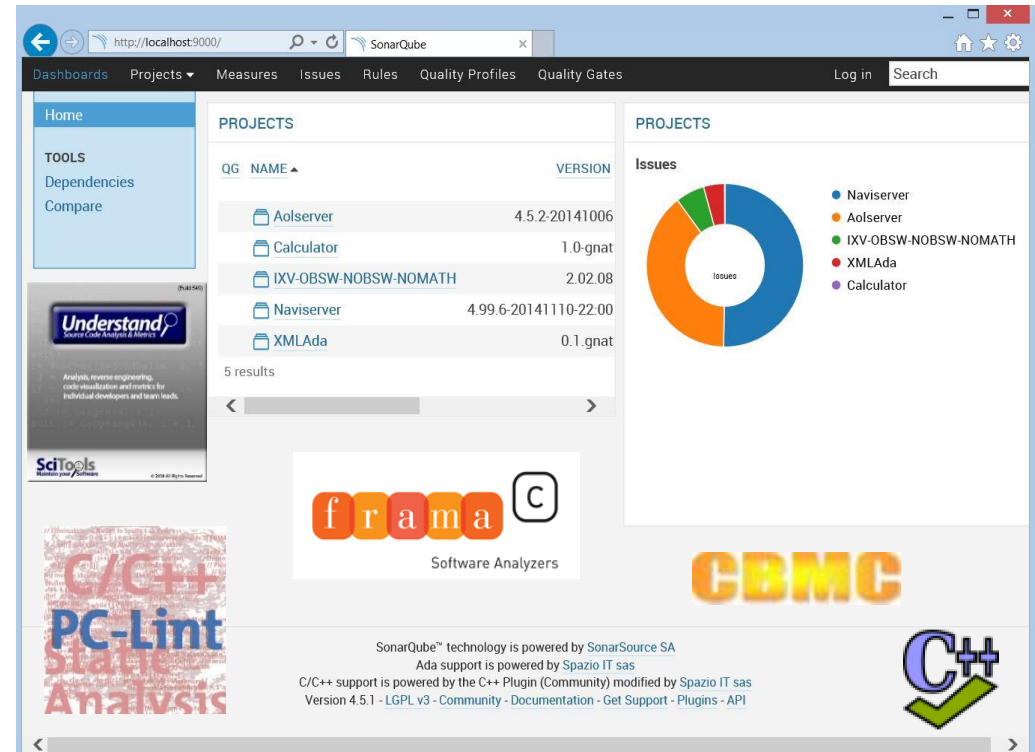 http://localhost:9000/
SonarQube
Dashboards Projects Measures Issues Rules Quality Profiles Quality Gates Log in Search
Home
TOOLS
Dependencies
Compare
PROJECTS
QG NAME VERSION
Aolserver 4.5.2-20141006
Calculator 1.0-gnat
IXV-OBSW-NOBSW-NOMATH 2.02.08
Naviserver 4.99.6-20141110-22:00
XMLAda 0.1.gnat
5 results
PROJECTS
Issues
Issues
Naviserver
Aolserver
IXV-OBSW-NOBSW-NOMATH
XMLAda
Calculator
Understand
Source Code Analysis & Metrics
Analysis, reverse engineering,
code visualization and metrics for
individual developers and team leads.
SciTools
Maintain your Software
All Rights Reserved
frama C
Software Analyzers
C/C++
PC-Lint
Static
Analysis
CBMC
C++
SonarQube™ technology is powered by SonarSource SA
Ada support is powered by Spazio IT sas
C/C++ support is powered by the C++ Plugin (Community) modified by Spazio IT sas
Version 4.5.1 - LGPL v3 - Community - Documentation - Get Support - Plugins - API